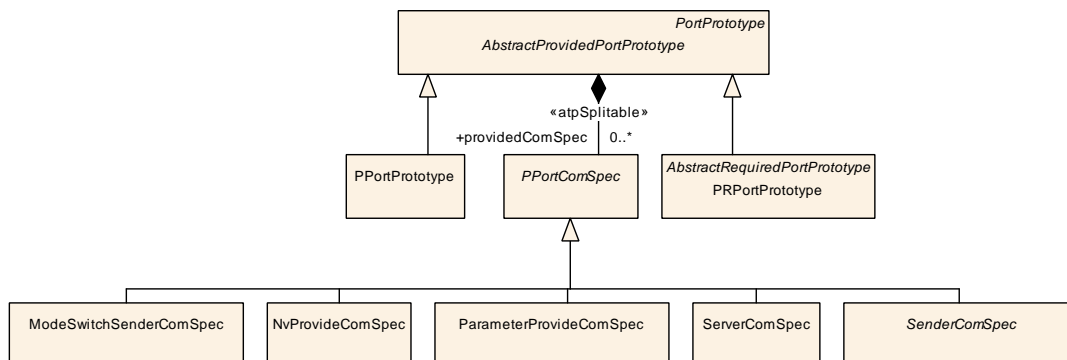 PortPrototype
AbstractProvidedPortPrototype
«atpSplitable»
+providedComSpec 0..*
PPortPrototype
PPortComSpec
AbstractRequiredPortPrototype
PRPortPrototype
ModeSwitchSenderComSpec
NvProvideComSpec
ParameterProvideComSpec
ServerComSpec
SenderComSpec